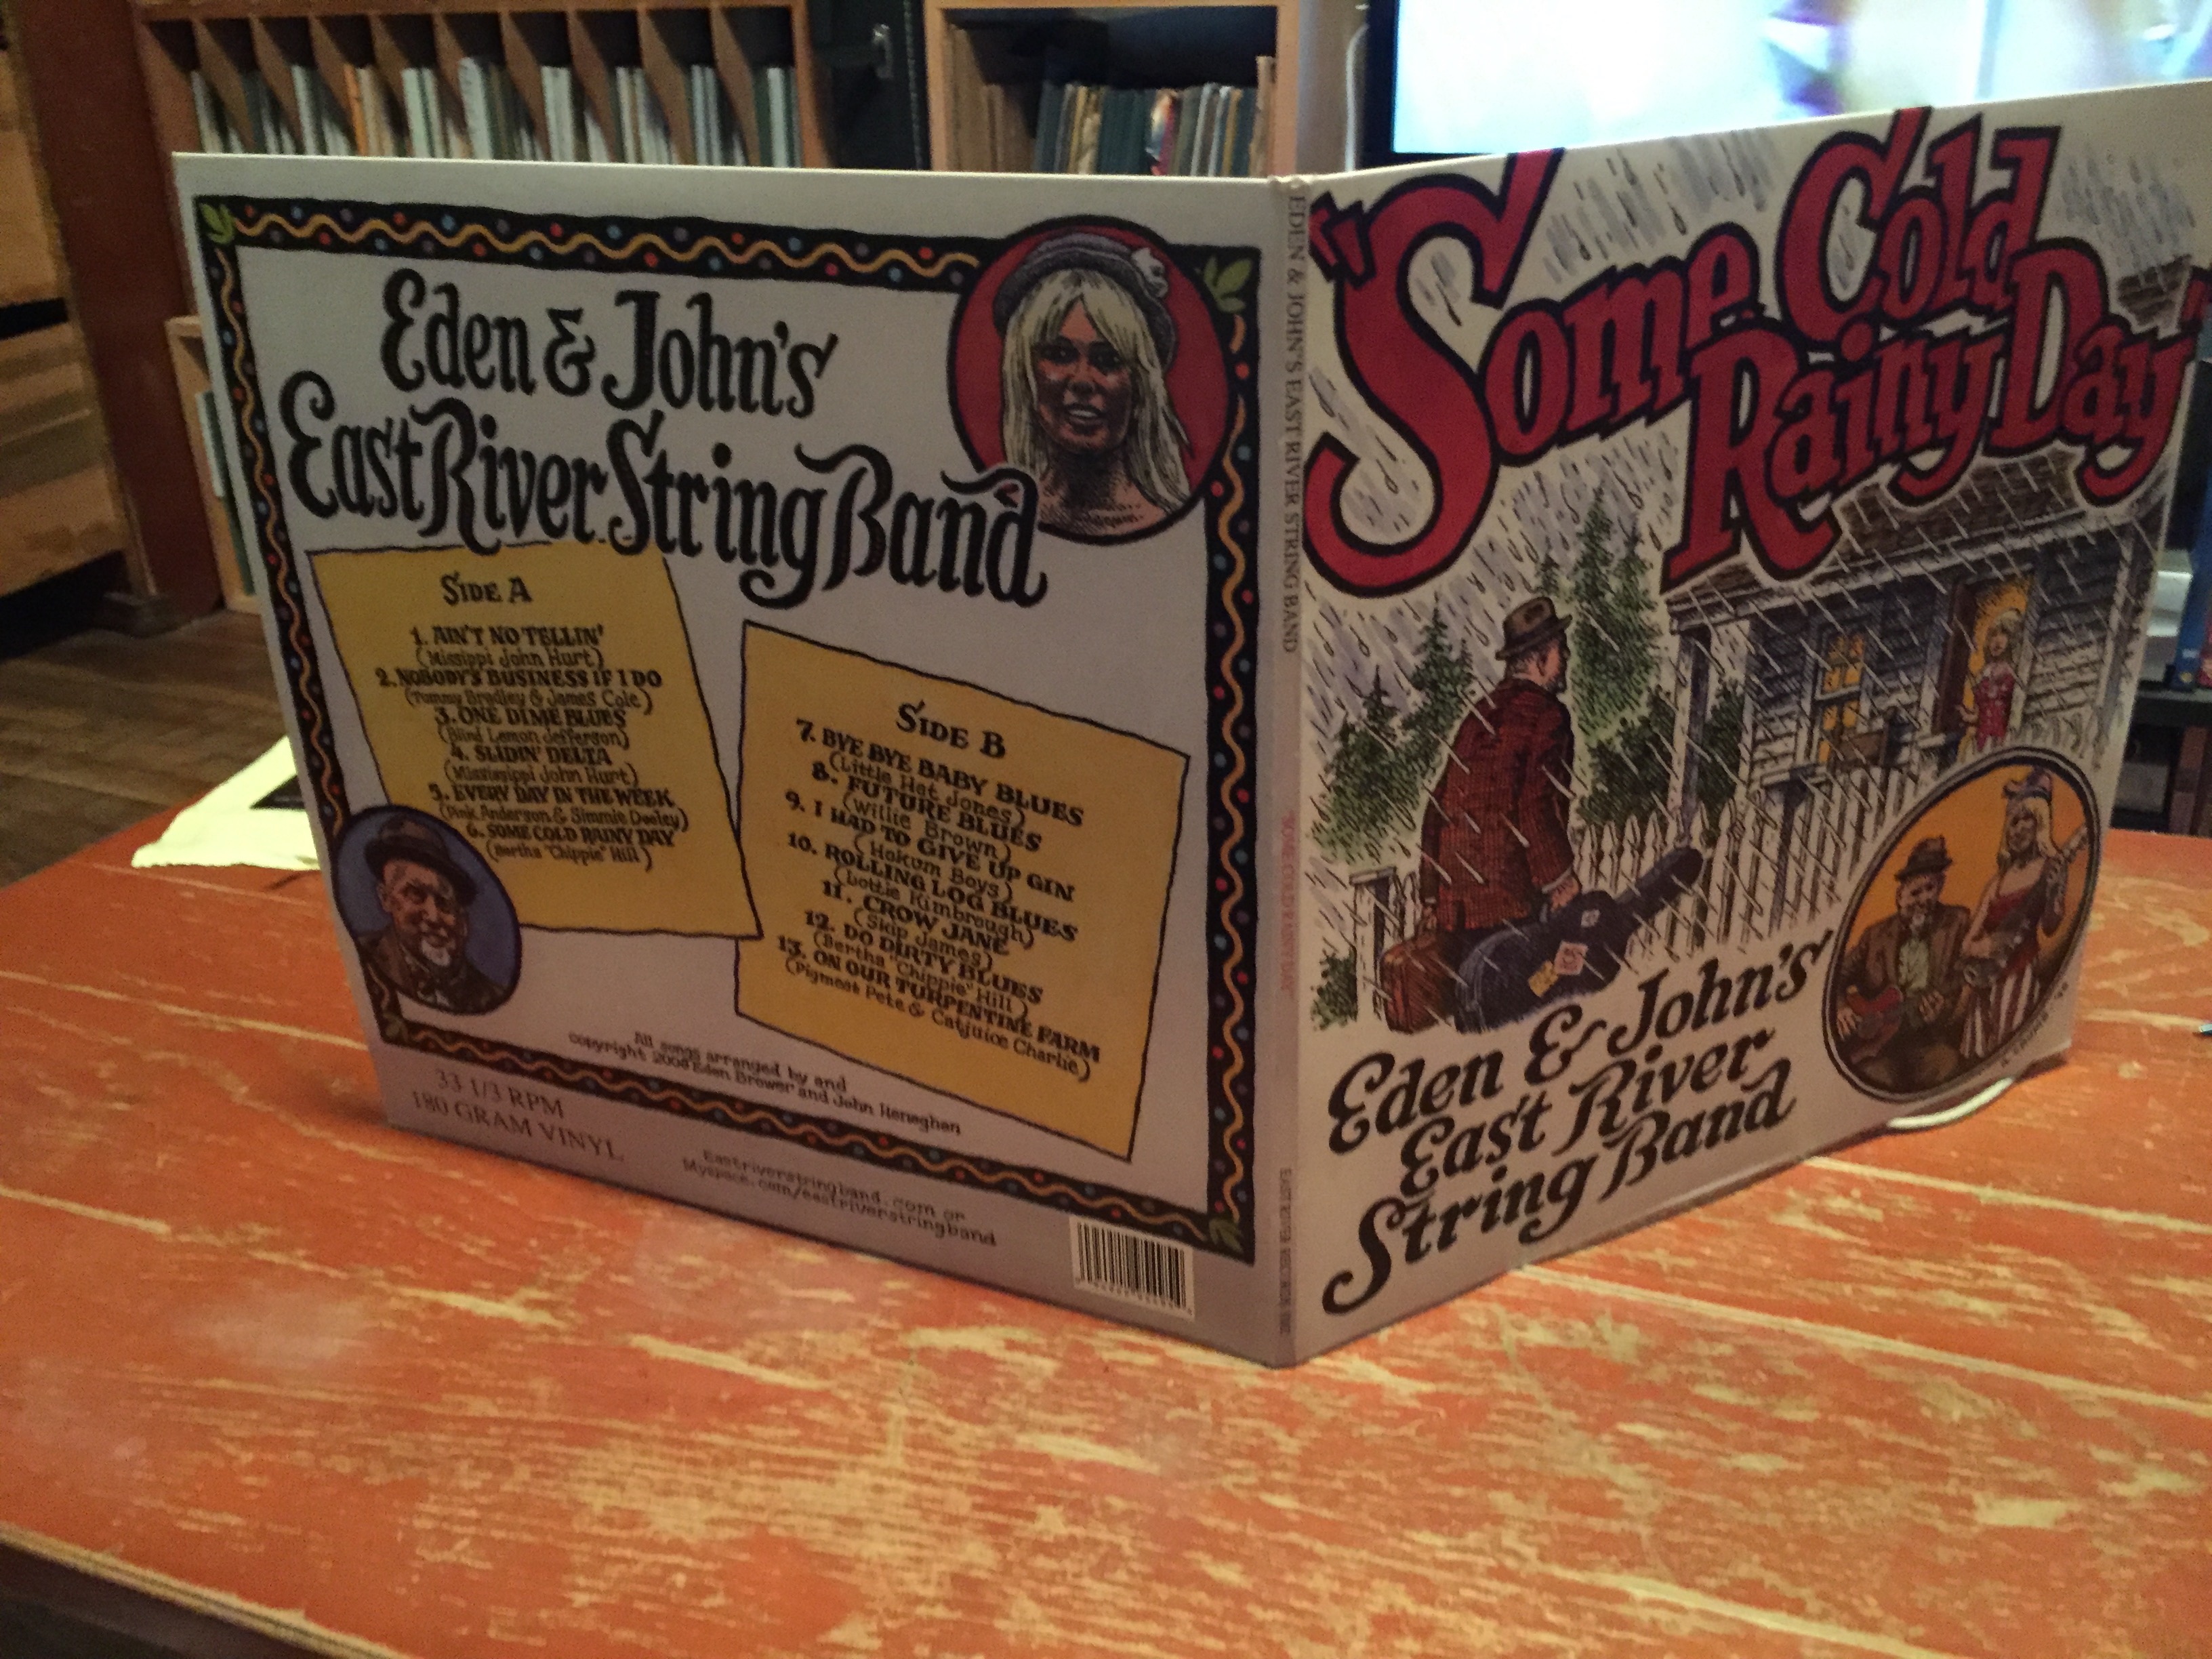 Eden & John's
East River String Band
SIDE A
1. AIN'T NO TELLIN'
(Missippi John Hurt)
2. NOBODY'S BUSINESS IF I DO
(Tommy Bradley & James Cole)
3. ONE DIME BLUES
(Blind Lemon Jefferson)
4. SLIDIN' DELTA
(Mississippi John Hurt)
5. EVERY DAY IN THE WEEK
(Pink Anderson & Simmie Dooley)
6. SOME COLD RAINY DAY
(Bertha "Chippie" Hill)
SIDE B
7. BYE BYE BABY BLUES
(Little Hat Jones)
8. FUTURE BLUES
(Willie Brown)
9. I HAD TO GIVE UP GIN
(Hokum Boys)
10. ROLLING LOG BLUES
(Lottie Kimbrough)
11. CROW JANE
(Skip James)
12. DO DIRTY BLUES
(Bertha "Chippie" Hill)
13. ON OUR TURPENTINE FARM
(Pigmeat Pete & Catjuice Charlie)
All songs arranged by and
copyright 2008 Eden Brower and John Heneghan
33 1/3 RPM
180 GRAM VINYL
Eastriverstringband.com or
Myspace.com/eastriverstringband
EDEN & JOHN'S EAST RIVER STRING BAND
"SOME COLD RAINY DAY"
"Some Cold
Rainy Day"
Eden & John's
East River
String Band